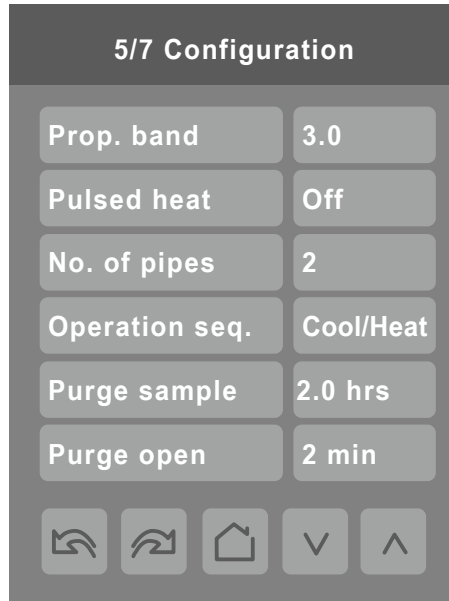 5/7 Configuration
Prop. band 3.0
Pulsed heat Off
No. of pipes 2
Operation seq. Cool/Heat
Purge sample 2.0 hrs
Purge open 2 min